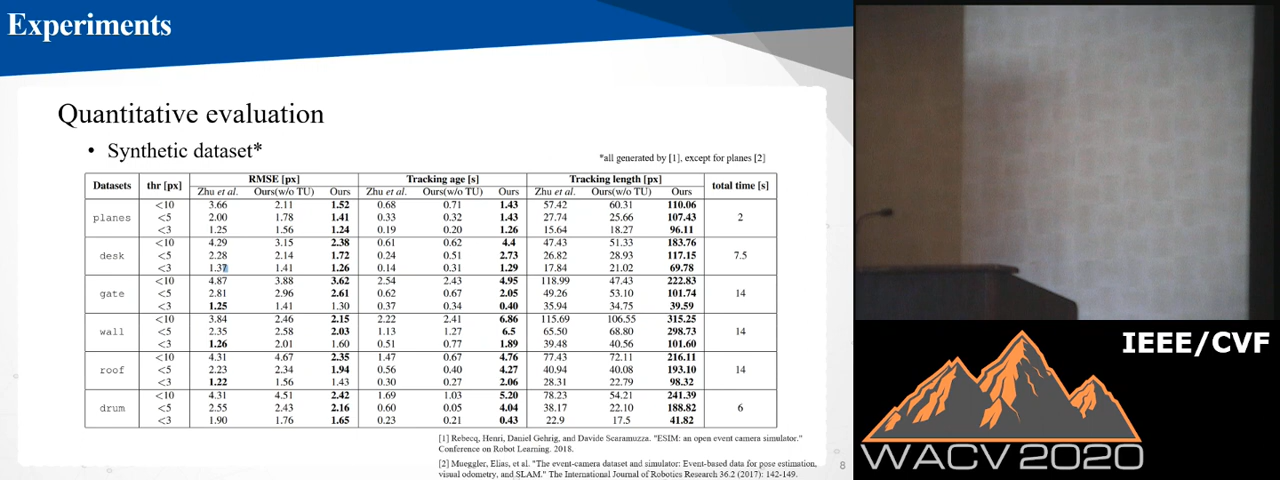 Experiments
Quantitative evaluation
• Synthetic dataset*
*all generated by [1], except for planes [2]
Datasets thr [px] RMSE [px] Tracking age [s] Tracking length [px] total time [s]
Zhu et al. Ours(w/o TU) Ours Zhu et al. Ours(w/o TU) Ours Zhu et al. Ours(w/o TU) Ours
planes <10 3.66 2.11 1.52 0.68 0.71 1.43 57.42 60.31 110.06 2
<5 2.00 1.78 1.41 0.33 0.32 1.43 27.74 25.66 107.43
<3 1.25 1.56 1.24 0.19 0.20 1.26 15.64 18.27 96.11
desk <10 4.29 3.15 2.38 0.61 0.62 4.4 47.43 51.33 183.76 7.5
<5 2.28 2.14 1.72 0.24 0.51 2.73 26.82 28.93 117.15
<3 1.37 1.41 1.26 0.14 0.31 1.29 17.84 21.02 69.78
gate <10 4.87 3.88 3.62 2.54 2.43 4.95 118.99 47.43 222.83 14
<5 2.81 2.96 2.61 0.62 0.67 2.05 49.26 53.10 101.74
<3 1.25 1.41 1.30 0.37 0.34 0.40 35.94 34.75 39.59
wall <10 3.84 2.46 2.15 2.22 2.41 6.86 115.69 106.55 315.25 14
<5 2.35 2.58 2.03 1.13 1.27 6.5 65.50 68.80 298.73
<3 1.26 2.01 1.60 0.51 0.77 1.89 39.48 40.56 101.60
roof <10 4.31 4.67 2.35 1.47 0.67 4.76 77.43 72.11 216.11 14
<5 2.23 2.34 1.94 0.56 0.40 4.27 40.94 40.08 193.10
<3 1.22 1.56 1.43 0.30 0.27 2.06 28.31 22.79 98.32
drum <10 4.31 4.51 2.42 1.69 1.03 5.20 78.23 54.21 241.39 6
<5 2.55 2.43 2.16 0.60 0.05 4.04 38.17 22.10 188.82
<3 1.90 1.76 1.65 0.23 0.21 0.43 22.9 17.5 41.82
[1] Rebecq, Henri, Daniel Gehrig, and Davide Scaramuzza. "ESIM: an open event camera simulator."
Conference on Robot Learning. 2018.
[2] Mueggler, Elias, et al. "The event-camera dataset and simulator: Event-based data for pose estimation,
visual odometry, and SLAM." The International Journal of Robotics Research 36.2 (2017): 142-149.
8
IEEE/CVF
WACV 2020